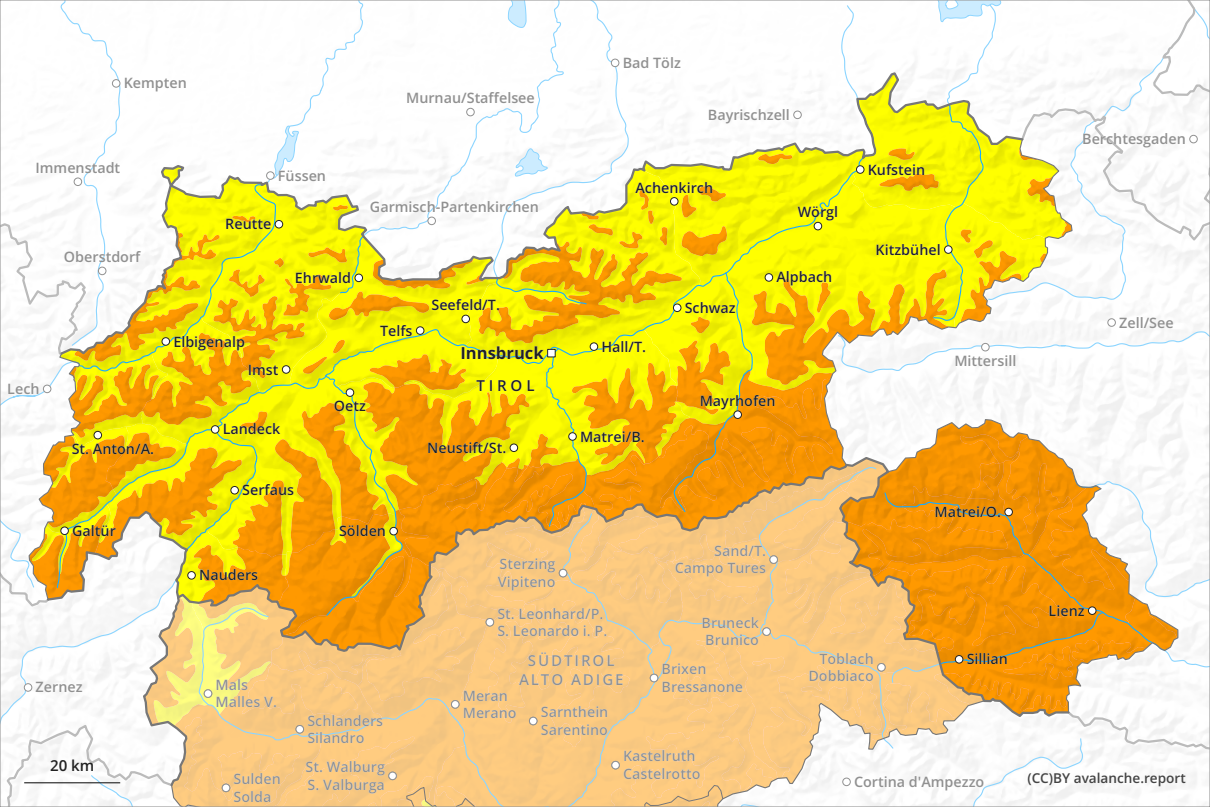 Kempten
Bad Tölz
Murnau/Staffelsee
Bayrischzell
Berchtesgaden
Immenstadt
Füssen
Kufstein
Achenkirch
Garmisch-Partenkirchen
Wörgl
Reutte
Kitzbühel
Oberstdorf
Ehrwald
Alpbach
Seefeld/T.
Schwaz
Zell/See
Telfs
Elbigenalp
Innsbruck
Hall/T.
Mittersill
Imst
TIROL
Lech
Oetz
Mayrhofen
Landeck
St. Anton/A.
Neustift/St.
Matrei/B.
Serfaus
Matrei/O.
Galtür
Sölden
Sand/T.
Campo Tures
Sterzing
Vipiteno
Nauders
Lienz
St. Leonhard/P.
S. Leonardo i. P.
Bruneck
Brunico
Sillian
SÜDTIROL
ALTO ADIGE
Toblach
Dobbiaco
Brixen
Bressanone
Zernez
Mals
Malles V.
Meran
Merano
Sarnthein
Sarentino
Schlanders
Silandro
Kastelruth
Castelrotto
20 km
St. Walburg
S. Valburga
Sulden
Solda
Cortina d'Ampezzo
(CC)BY avalanche.report